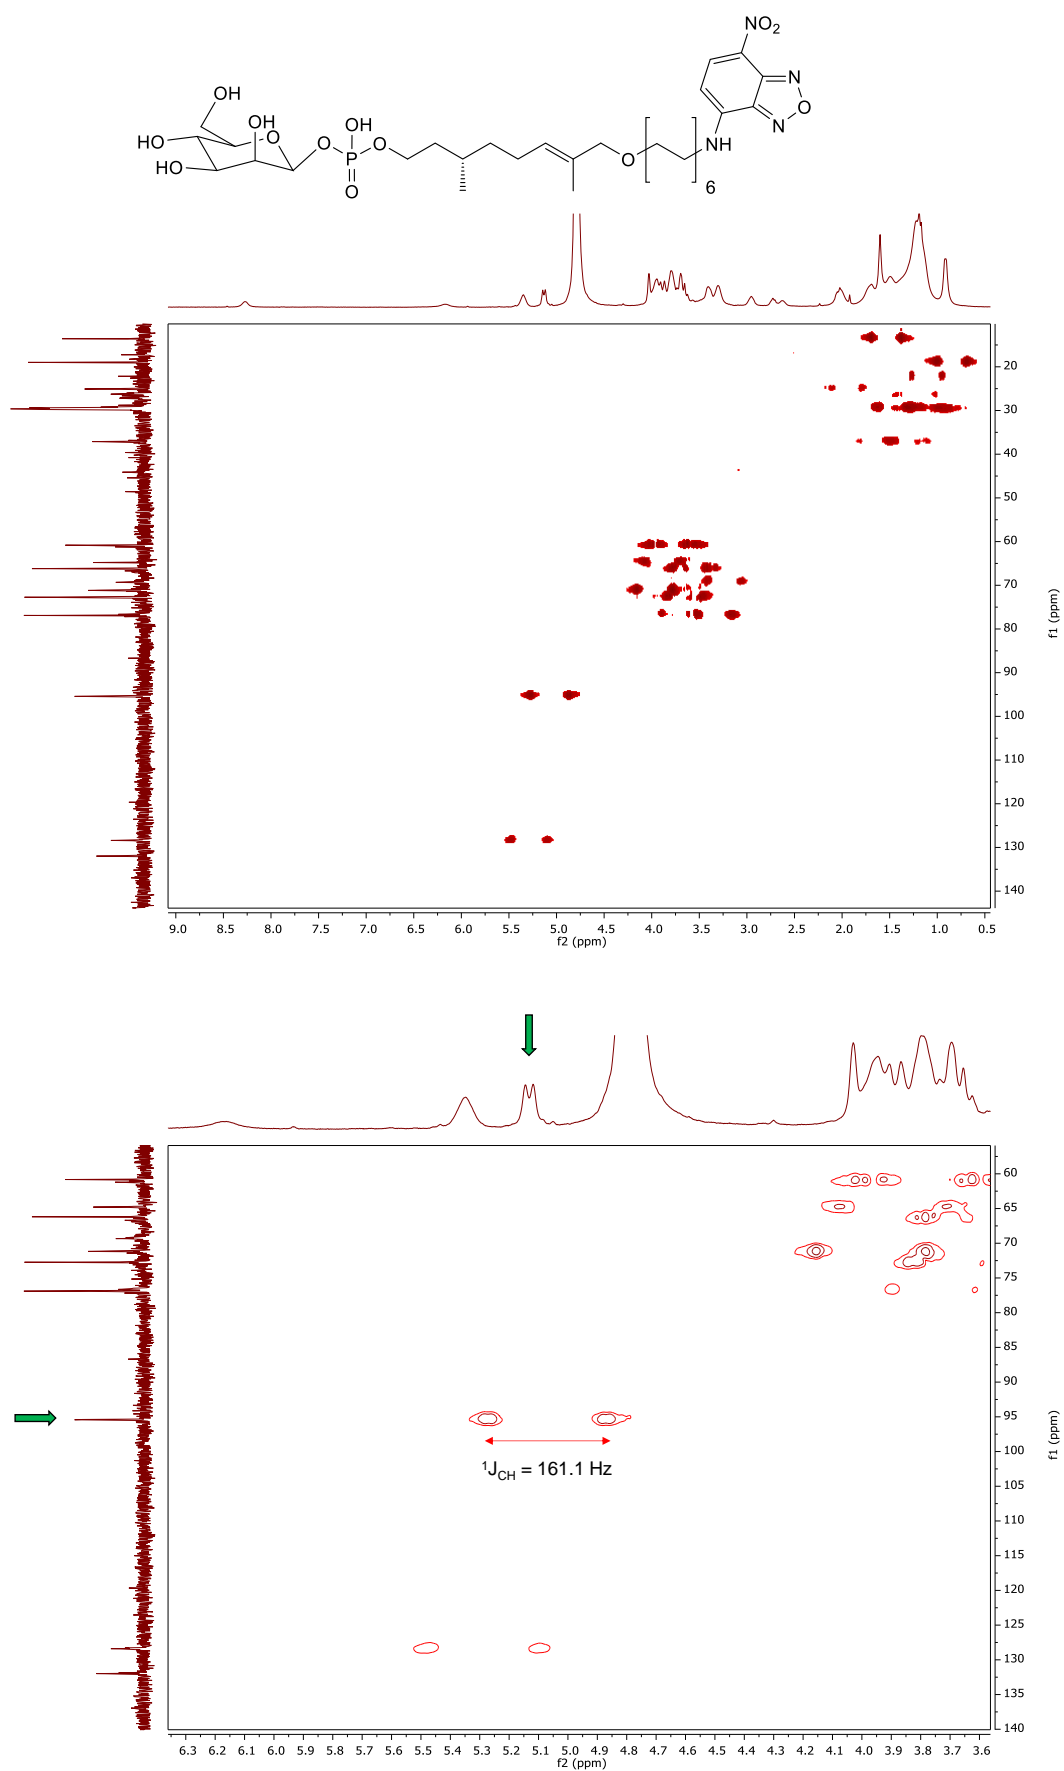 NO₂
N
O
N
NH
OH
OH
HO
HO
O
O
OH
P
O
O
O
6
20
30
40
50
60
70
80
90
100
110
120
130
140
f1 (ppm)
9.0 8.5 8.0 7.5 7.0 6.5 6.0 5.5 5.0 4.5 4.0 3.5 3.0 2.5 2.0 1.5 1.0 0.5
f2 (ppm)
60
65
70
75
80
85
90
95
100
105
110
115
120
125
130
135
140
f1 (ppm)
¹J_CH = 161.1 Hz
6.3 6.2 6.1 6.0 5.9 5.8 5.7 5.6 5.5 5.4 5.3 5.2 5.1 5.0 4.9 4.8 4.7 4.6 4.5 4.4 4.3 4.2 4.1 4.0 3.9 3.8 3.7 3.6
f2 (ppm)